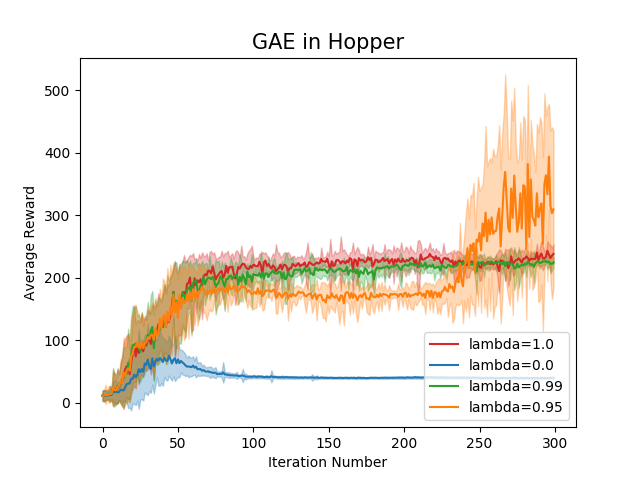 GAE in Hopper
Average Reward
500
400
300
200
100
0
lambda=1.0
lambda=0.0
lambda=0.99
lambda=0.95
0 50 100 150 200 250 300
Iteration Number